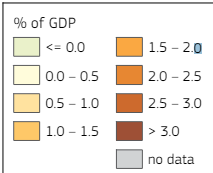 % of GDP
<= 0.0
0.0 – 0.5
0.5 – 1.0
1.0 – 1.5
1.5 – 2.0
2.0 – 2.5
2.5 – 3.0
> 3.0
no data